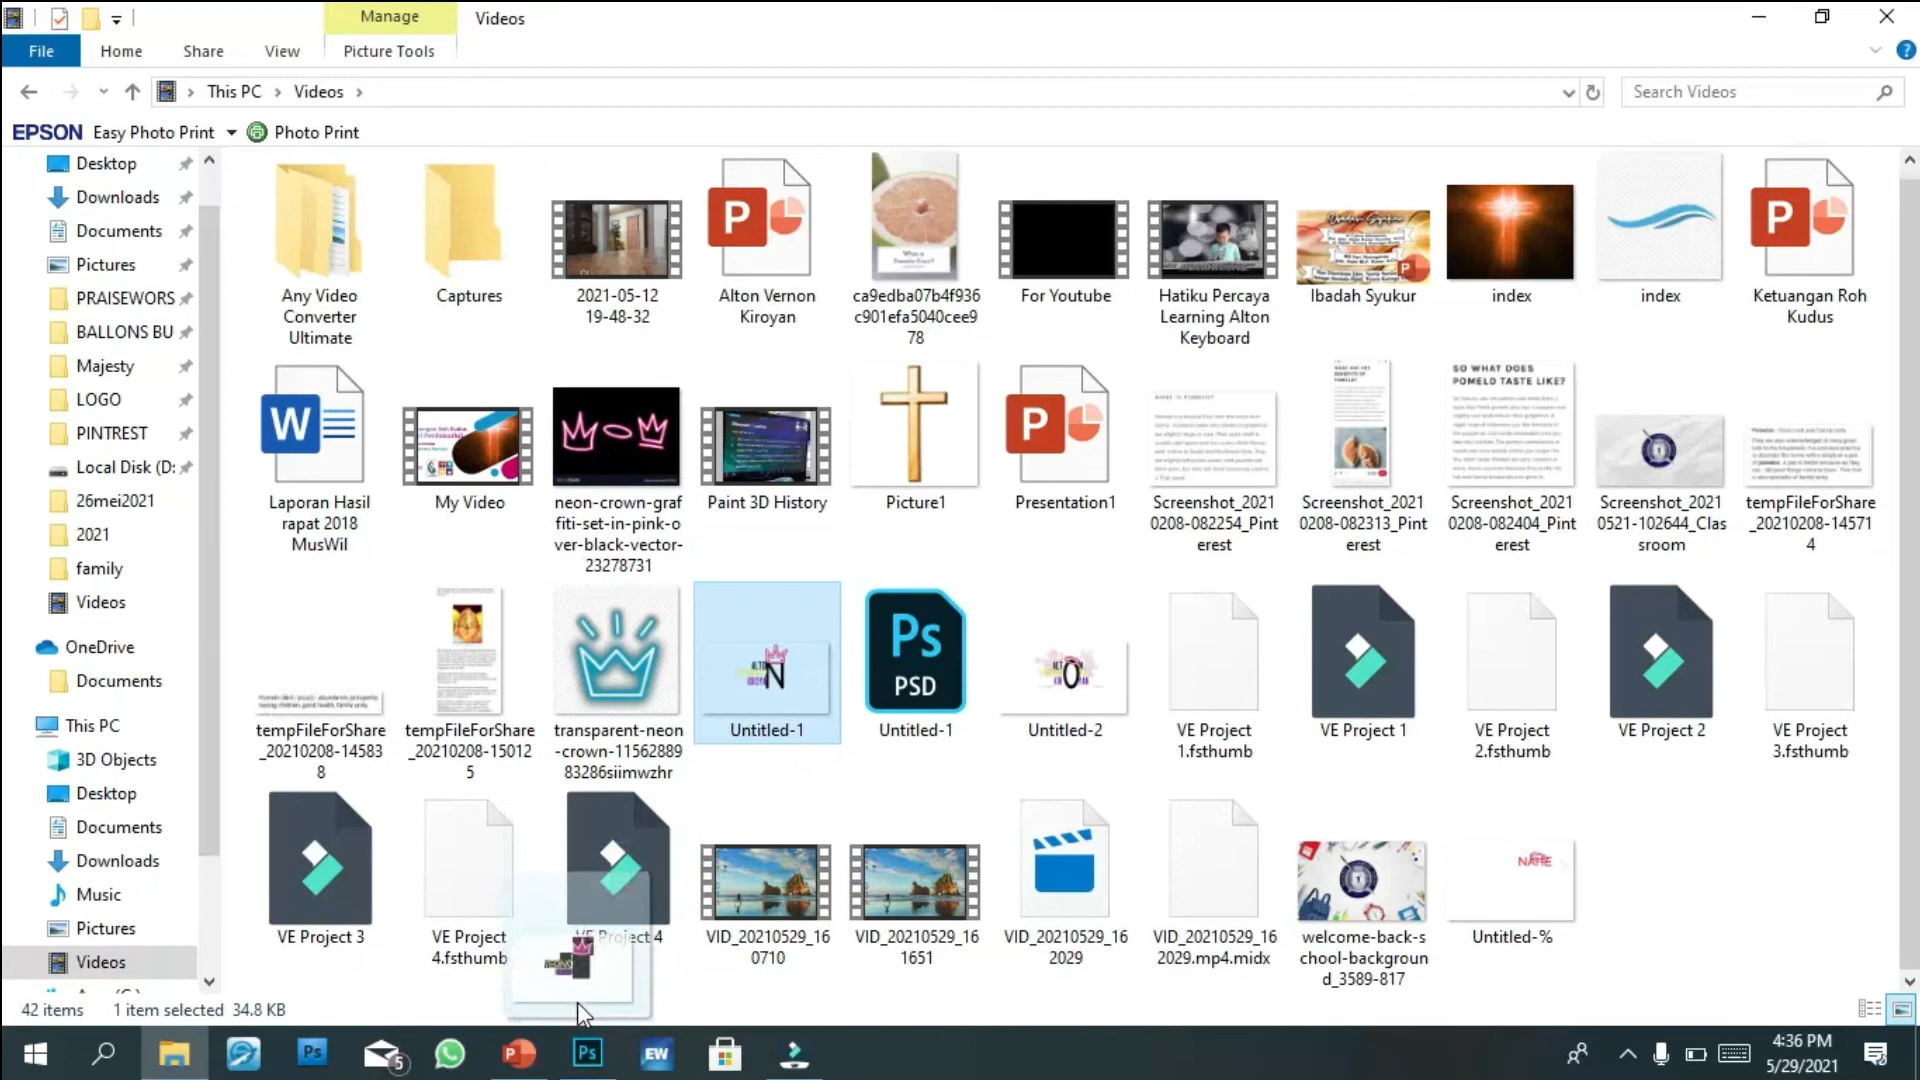 Manage
Videos
File
Home
Share
View
Picture Tools
This PC
Videos
Search Videos
EPSON Easy Photo Print
Photo Print
Desktop
Downloads
Documents
Pictures
PRAISEWORS
BALLONS BU
Majesty
LOGO
PINTREST
Local Disk (D:
26mei2021
2021
family
Videos
OneDrive
Documents
This PC
3D Objects
Desktop
Documents
Downloads
Music
Pictures
Videos
Any Video
Converter
Ultimate
Captures
2021-05-12
19-48-32
Alton Vernon
Kiroyan
ca9edba07b4f936
c901efa5040cee9
78
For Youtube
Hatiku Percaya
Learning Alton
Keyboard
Ibadah Syukur
index
index
Ketuangan Roh
Kudus
Laporan Hasil
rapat 2018
MusWil
My Video
neon-crown-graf
fiti-set-in-pink-o
ver-black-vector-
23278731
Paint 3D History
Picture1
Presentation1
Screenshot_2021
0208-082254_Pint
erest
Screenshot_2021
0208-082313_Pint
erest
SO WHAT DOES
POMELO TASTE LIKE?
Screenshot_2021
0208-082404_Pint
erest
Screenshot_2021
0521-102644_Clas
sroom
tempFileForShare
_20210208-14571
4
tempFileForShare
_20210208-14583
8
tempFileForShare
_20210208-15012
5
transparent-neon
-crown-11562889
83286siimwzhr
Untitled-1
Ps
PSD
Untitled-1
Untitled-2
VE Project
1.fsthumb
VE Project 1
VE Project
2.fsthumb
VE Project 2
VE Project
3.fsthumb
VE Project 3
VE Project
4.fsthumb
VE Project 4
VID_20210529_16
0710
VID_20210529_16
1651
VID_20210529_16
2029
VID_20210529_16
2029.mp4.midx
welcome-back-s
chool-backgroun
d_3589-817
NAME
Untitled-%
42 items
1 item selected 34.8 KB
Ps
5
Ps
EW
4:36 PM
5/29/2021